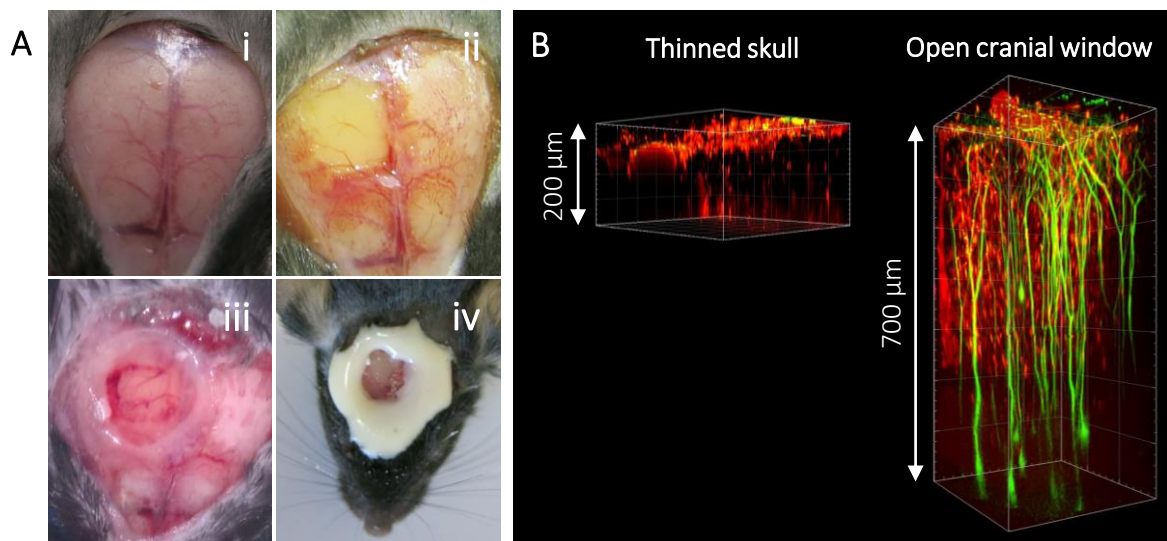 A
i
ii
iii
iv
B
Thinned skull
Open cranial window
200 µm
700 µm